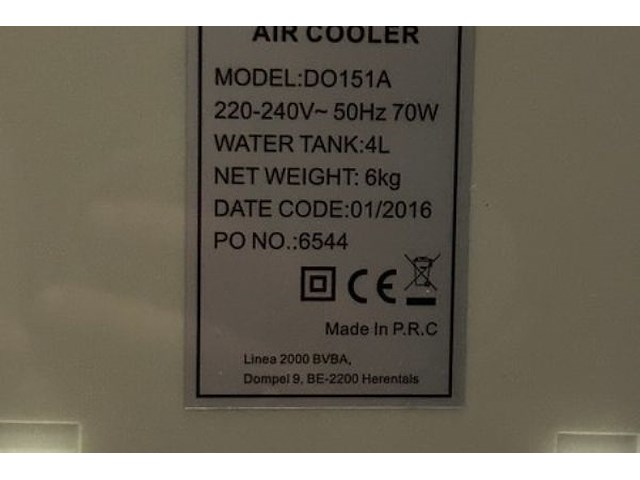 AIR COOLER
MODEL:DO151A
220-240V~ 50Hz 70W
WATER TANK:4L
NET WEIGHT: 6kg
DATE CODE:01/2016
PO NO.:6544
CE
Made In P.R.C
Linea 2000 BVBA,
Dompel 9, BE-2200 Herentals